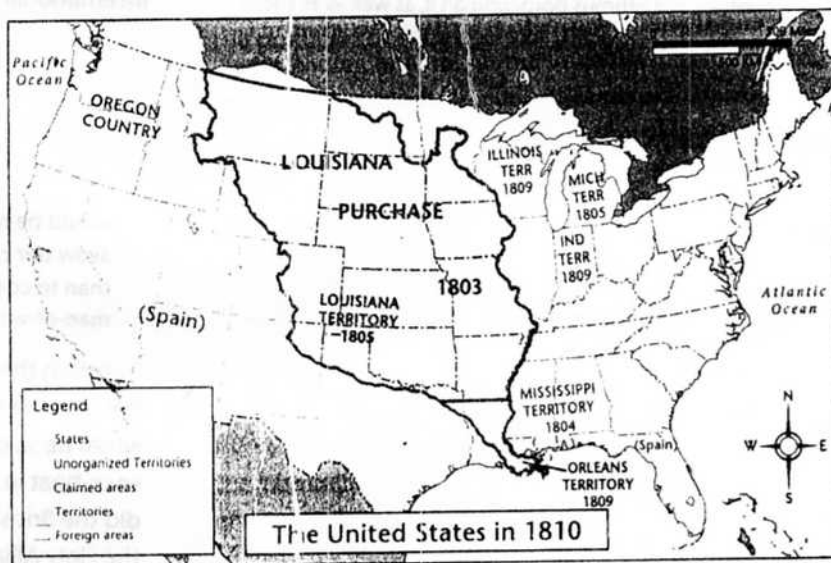 Pacific
Ocean
OREGON
COUNTRY
LOUISIANA
PURCHASE
1803
LOUISIANA
TERRITORY
1805
(Spain)
ILLINOIS
TERR
1809
MICH
TERR
1805
IND
TERR
1809
Atlantic
Ocean
MISSISSIPPI
TERRITORY
1804
(Spain)
ORLEANS
TERRITORY
1809
N
W
E
S
Legend
States
Unorganized Territories
Claimed areas
Territories
Foreign areas
The United States in 1810